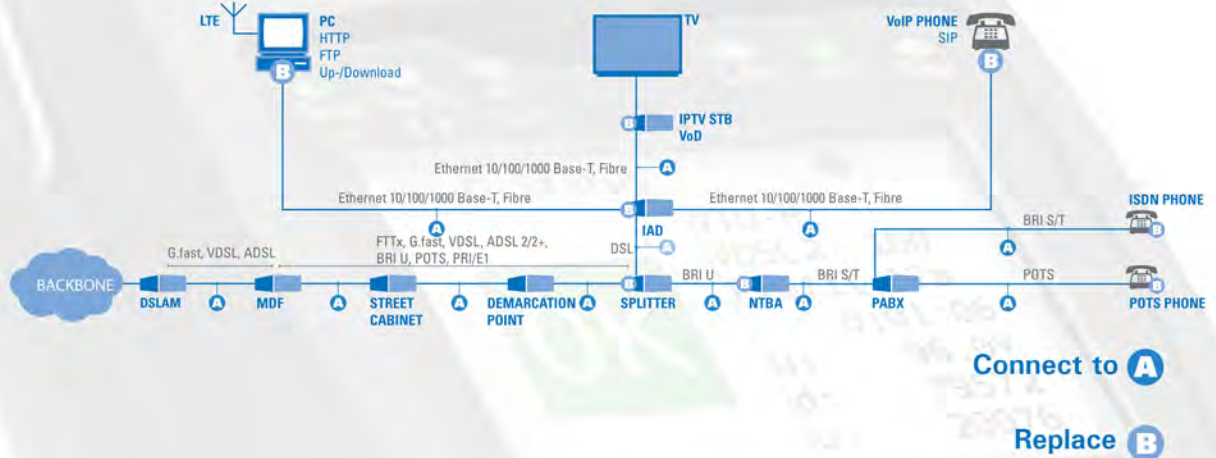 LTE
PC
HTTP
FTP
Up-/Download
B
TV
VoIP PHONE
SIP
B
B
IPTV STB
VoD
Ethernet 10/100/1000 Base-T, Fibre
A
Ethernet 10/100/1000 Base-T, Fibre
A
B
IAD
Ethernet 10/100/1000 Base-T, Fibre
A
ISDN PHONE
BRI S/T
A
B
G.fast, VDSL, ADSL
FTTx, G.fast, VDSL, ADSL 2/2+,
BRI U, POTS, PRI/E1
DSL
A
BACKBONE
DSLAM
A
MDF
A
STREET
CABINET
A
DEMARCATION
POINT
A
B
SPLITTER
BRI U
A
B
NTBA
BRI S/T
A
PABX
POTS
A
B
POTS PHONE
Connect to A
Replace B
OK